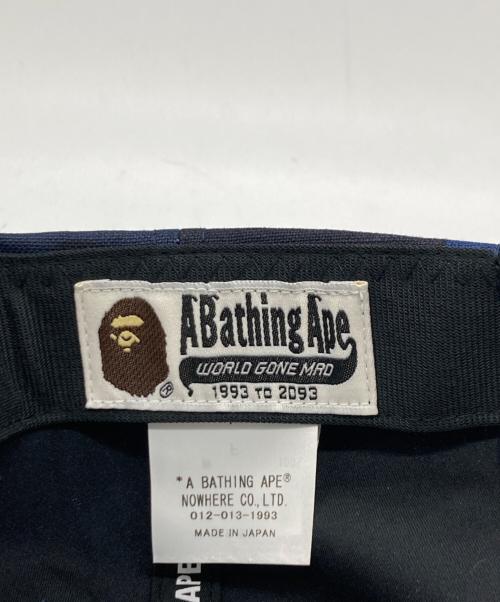 A Bathing Ape
WORLD GONE MAD
1993 TO 2093
*A BATHING APE®
NOWHERE CO.,LTD.
012-013-1993
MADE IN JAPAN
APE